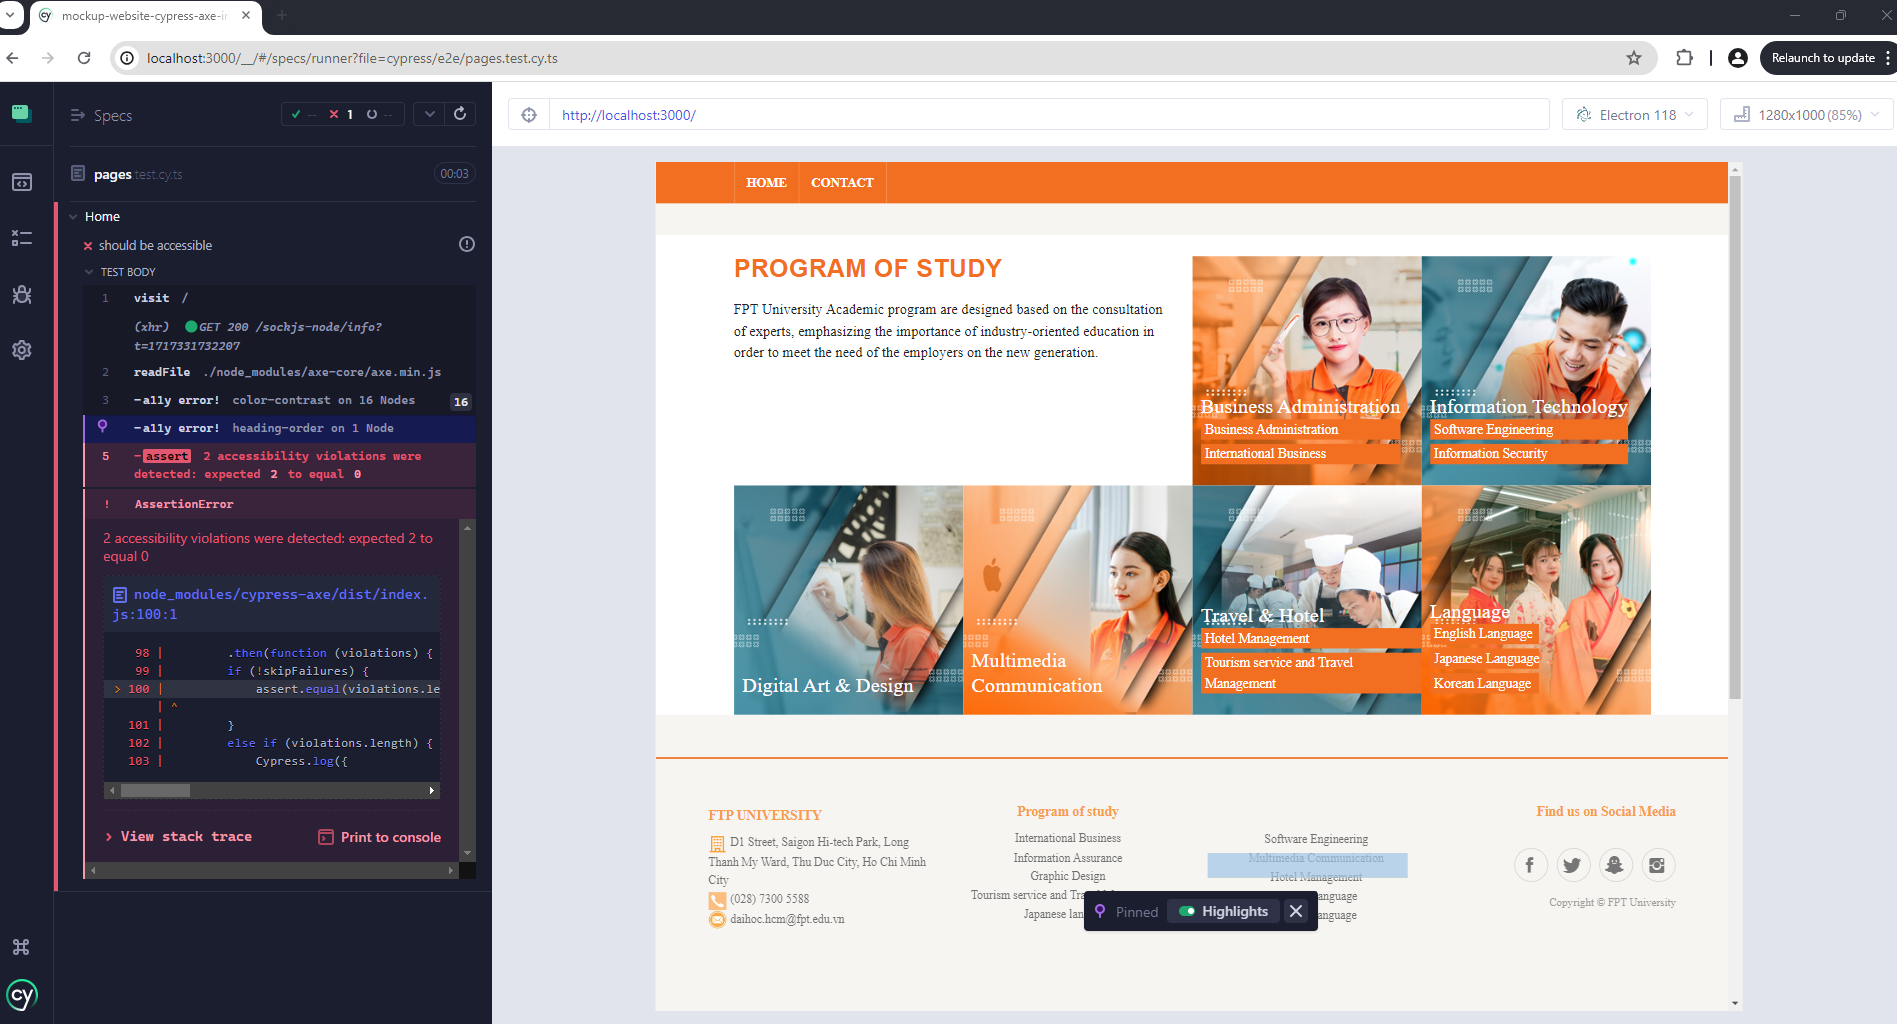 mockup-website-cypress-axe-in
localhost:3000/__/#/specs/runner?file=cypress/e2e/pages.test.cy.ts
Relaunch to update
Specs
-- 1 --
pages.test.cy.ts
00:03
Home
should be accessible
TEST BODY
1 visit /
(xhr) GET 200 /sockjs-node/info?
t=1717331732207
2 readFile ./node_modules/axe-core/axe.min.js
3 -a11y error! color-contrast on 16 Nodes 16
-a11y error! heading-order on 1 Node
5 -assert 2 accessibility violations were
detected: expected 2 to equal 0
! AssertionError
2 accessibility violations were detected: expected 2 to
equal 0
node_modules/cypress-axe/dist/index.
js:100:1
98 | .then(function (violations) {
99 | if (!skipFailures) {
> 100 | assert.equal(violations.le
| ^
101 | }
102 | else if (violations.length) {
103 | Cypress.log({
View stack trace
Print to console
cy
http://localhost:3000/
Electron 118
1280x1000 (85%)
HOME CONTACT
PROGRAM OF STUDY
FPT University Academic program are designed based on the consultation
of experts, emphasizing the importance of industry-oriented education in
order to meet the need of the employers on the new generation.
Business Administration
Business Administration
International Business
Information Technology
Software Engineering
Information Security
Digital Art & Design
Multimedia
Communication
Travel & Hotel
Hotel Management
Tourism service and Travel
Management
Language
English Language
Japanese Language
Korean Language
FTP UNIVERSITY
D1 Street, Saigon Hi-tech Park, Long
Thanh My Ward, Thu Duc City, Ho Chi Minh
City
(028) 7300 5588
daihoc.hcm@fpt.edu.vn
Program of study
International Business
Information Assurance
Graphic Design
Tourism service and Tra
Japanese lan
Software Engineering
Multimedia Communication
Hotel Management
anguage
anguage
Find us on Social Media
Copyright © FPT University
Pinned
Highlights